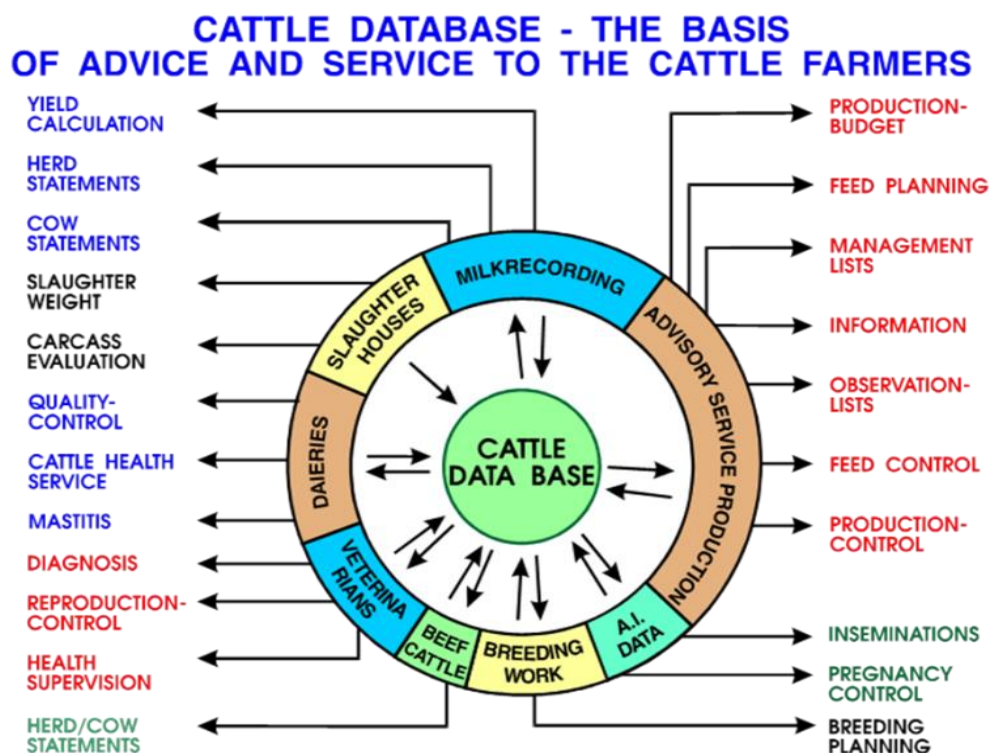 CATTLE DATABASE - THE BASIS
OF ADVICE AND SERVICE TO THE CATTLE FARMERS
YIELD
CALCULATION
HERD
STATEMENTS
COW
STATEMENTS
SLAUGHTER
WEIGHT
CARCASS
EVALUATION
QUALITY-
CONTROL
CATTLE HEALTH
SERVICE
MASTITIS
DIAGNOSIS
REPRODUCTION-
CONTROL
HEALTH
SUPERVISION
HERD/COW
STATEMENTS
MILKRECORDING
SLAUGHTER
HOUSES
DAIERIES
VETERINA
RIANS
BEEF
CATTLE
BREEDING
WORK
A.I.
DATA
ADVISORY SERVICE PRODUCTION
CATTLE
DATA BASE
PRODUCTION-
BUDGET
FEED PLANNING
MANAGEMENT
LISTS
INFORMATION
OBSERVATION-
LISTS
FEED CONTROL
PRODUCTION-
CONTROL
INSEMINATIONS
PREGNANCY
CONTROL
BREEDING
PLANNING